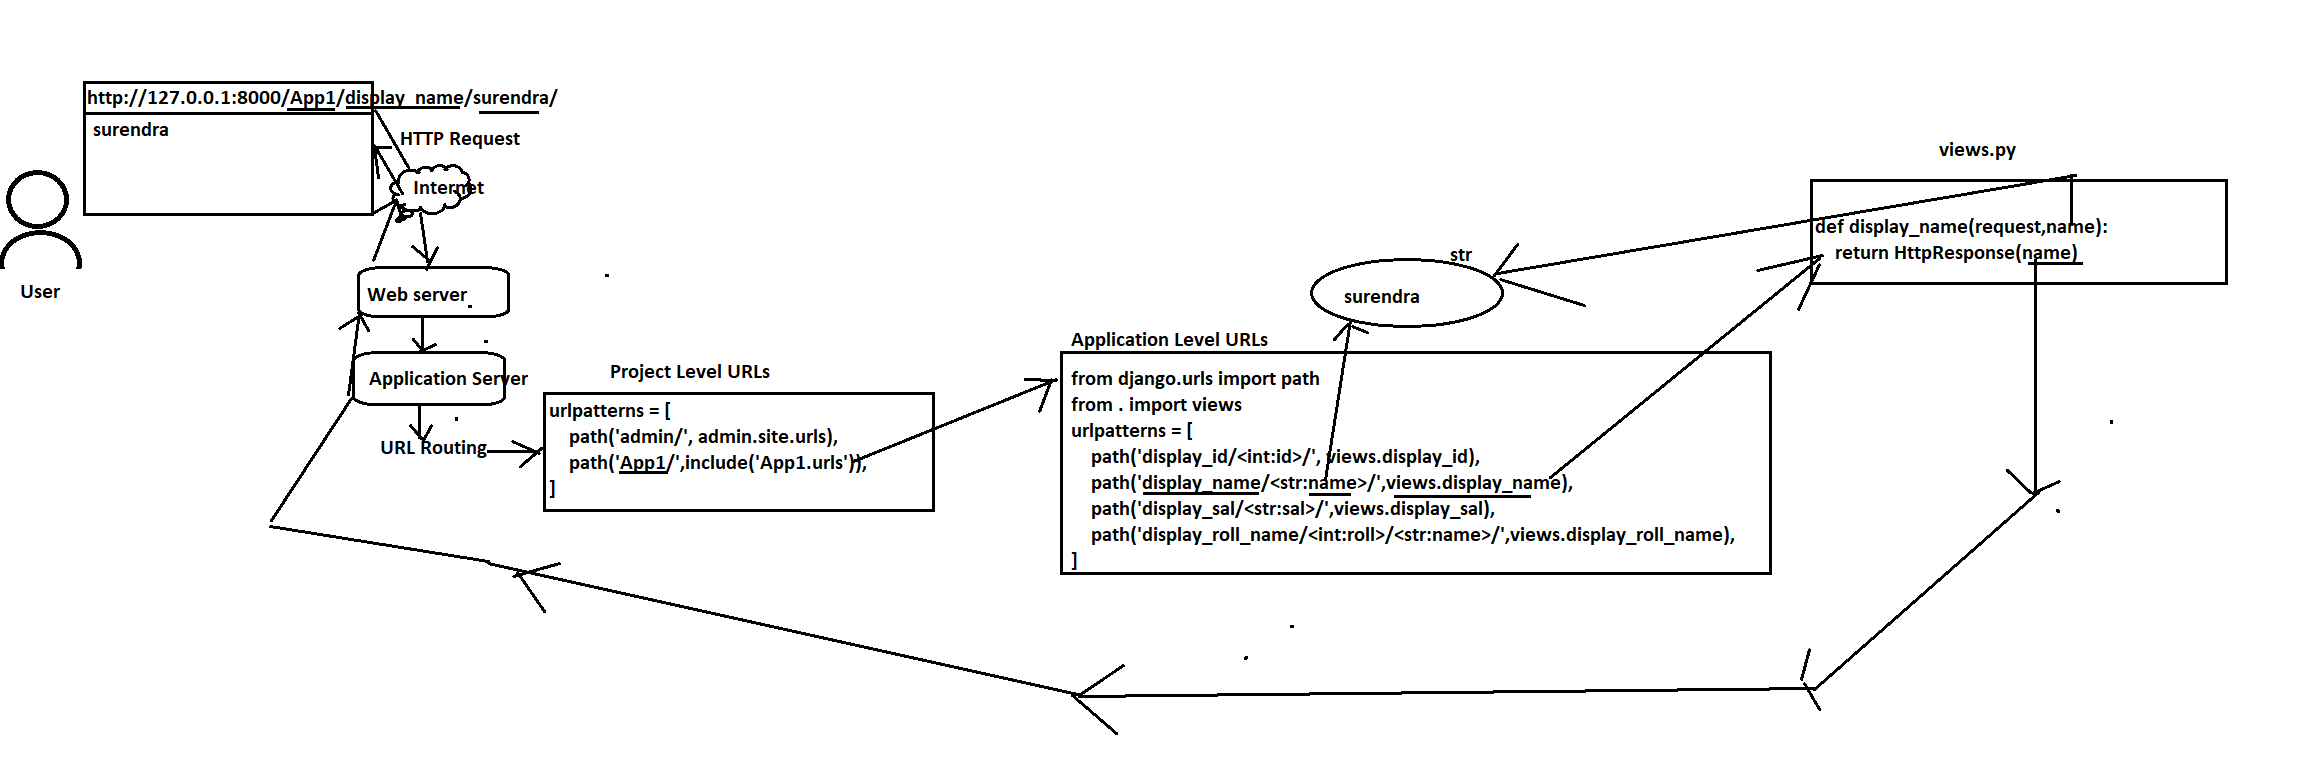 http://127.0.0.1:8000/App1/display_name/surendra/
surendra
HTTP Request
Internet
User
Web server
Application Server
URL Routing
Project Level URLs
urlpatterns = [
path('admin/', admin.site.urls),
path('App1/',include('App1.urls')),
]
Application Level URLs
from django.urls import path
from . import views
urlpatterns = [
path('display_id/<int:id>/', views.display_id),
path('display_name/<str:name>/',views.display_name),
path('display_sal/<str:sal>/',views.display_sal),
path('display_roll_name/<int:roll>/<str:name>/',views.display_roll_name),
]
str
surendra
views.py
def display_name(request,name):
return HttpResponse(name)